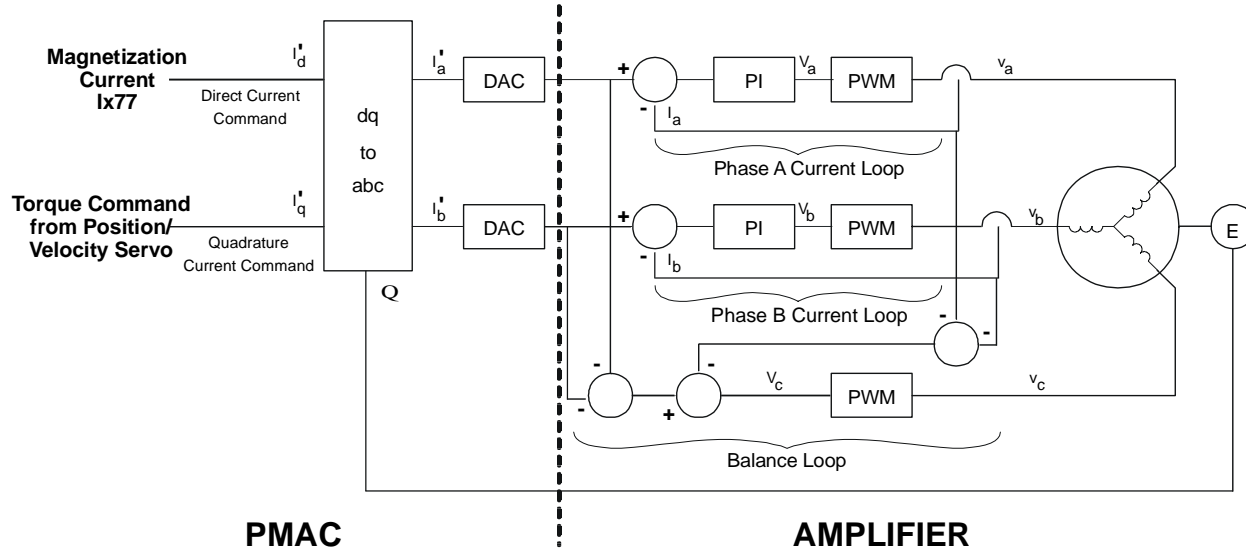 Magnetization
Current
Ix77
I'd
Direct Current
Command
Torque Command
from Position/
Velocity Servo
I'q
Quadrature
Current Command
dq
to
abc
Q
I'a
DAC
I'b
DAC
+
-
Ia
PI
Va
PWM
va
Phase A Current Loop
+
-
Ib
PI
Vb
PWM
vb
Phase B Current Loop
E
-
-
-
-
-
+
Vc
PWM
vc
Balance Loop
PMAC
AMPLIFIER